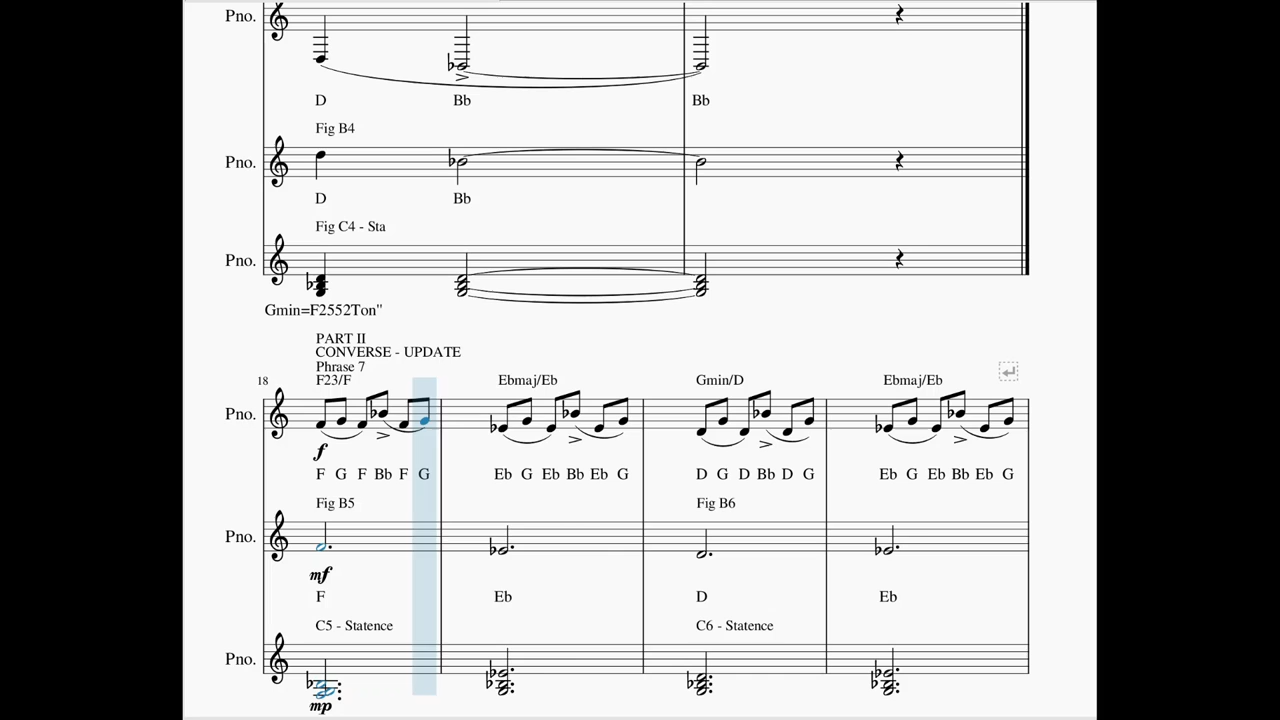 Pno.
D Bb Bb
Fig B4
Pno.
D Bb
Fig C4 - Sta
Pno.
Gmin=F2552Ton"
PART II
CONVERSE - UPDATE
Phrase 7
F23/F Ebmaj/Eb Gmin/D Ebmaj/Eb
18
Pno.
f
F G F Bb F G Eb G Eb Bb Eb G D G D Bb D G Eb G Eb Bb Eb G
Fig B5 Fig B6
Pno.
mf
F Eb D Eb
C5 - Statence C6 - Statence
Pno.
mp